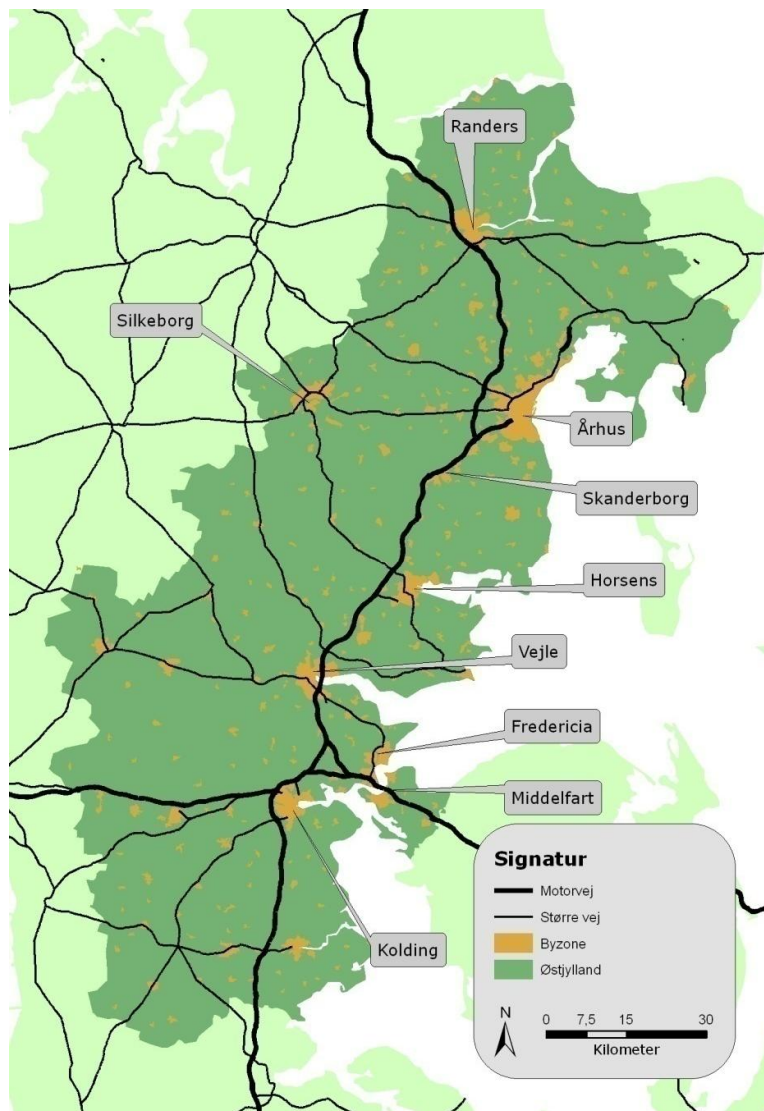 Randers
Silkeborg
Århus
Skanderborg
Horsens
Vejle
Fredericia
Middelfart
Kolding
Signatur
Motorvej
Større vej
Byzone
Østjylland
N
0 7,5 15 30
Kilometer